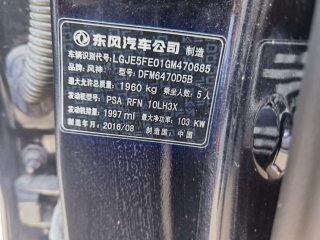 东风汽车公司 制造
车辆识别代号: LGJE5FE01GM470685
品牌: 风神 型号: DFM6470D5B
最大允许总质量: 1960 kg 乘坐人数: 5 人
发动机型号: PSA RFN 10LH3X
发动机排量: 1997 ml 最大净功率: 103 KW
制造年月: 2016/08 制造国: 中国